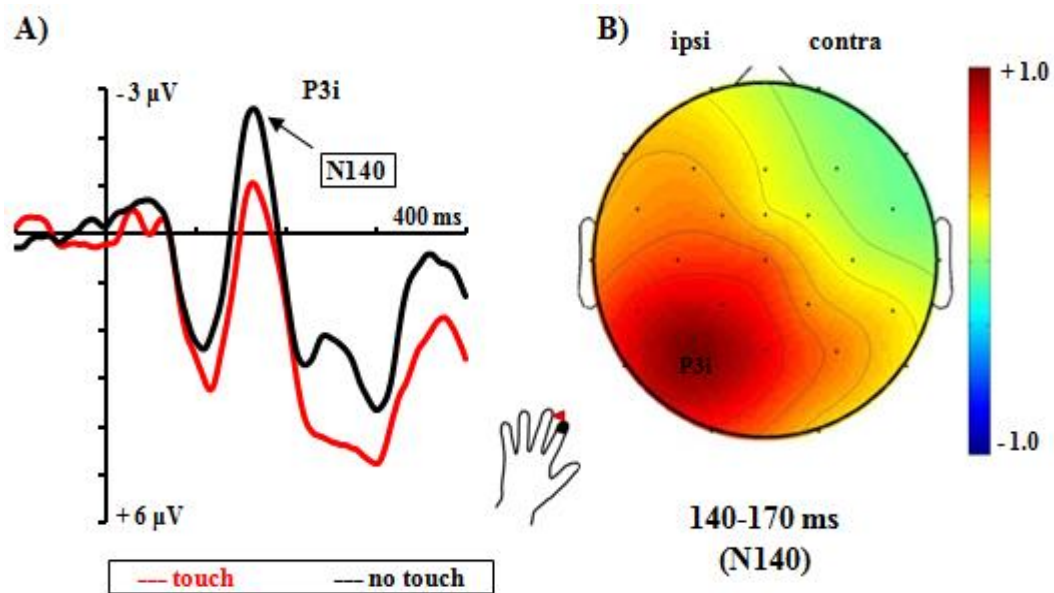 A)
- 3 µV
P3i
N140
400 ms
+ 6 µV
--- touch
--- no touch
B)
ipsi
contra
+ 1.0
P3i
- 1.0
140-170 ms
(N140)